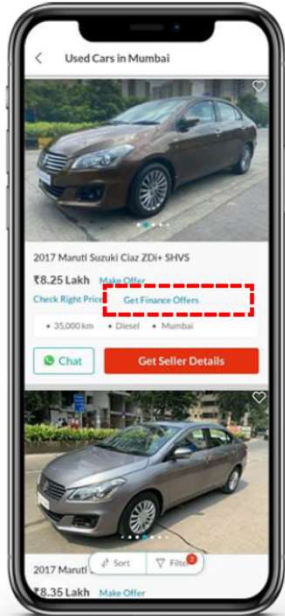 Used Cars in Mumbai
2017 Maruti Suzuki Ciaz ZDi+ SHVS
₹8.25 Lakh Make Offer
Check Right Price Get Finance Offers
• 35,000 km • Diesel • Mumbai
Chat Get Seller Details
Sort Filter 2
2017 Maruti
₹8.35 Lakh Make Offer